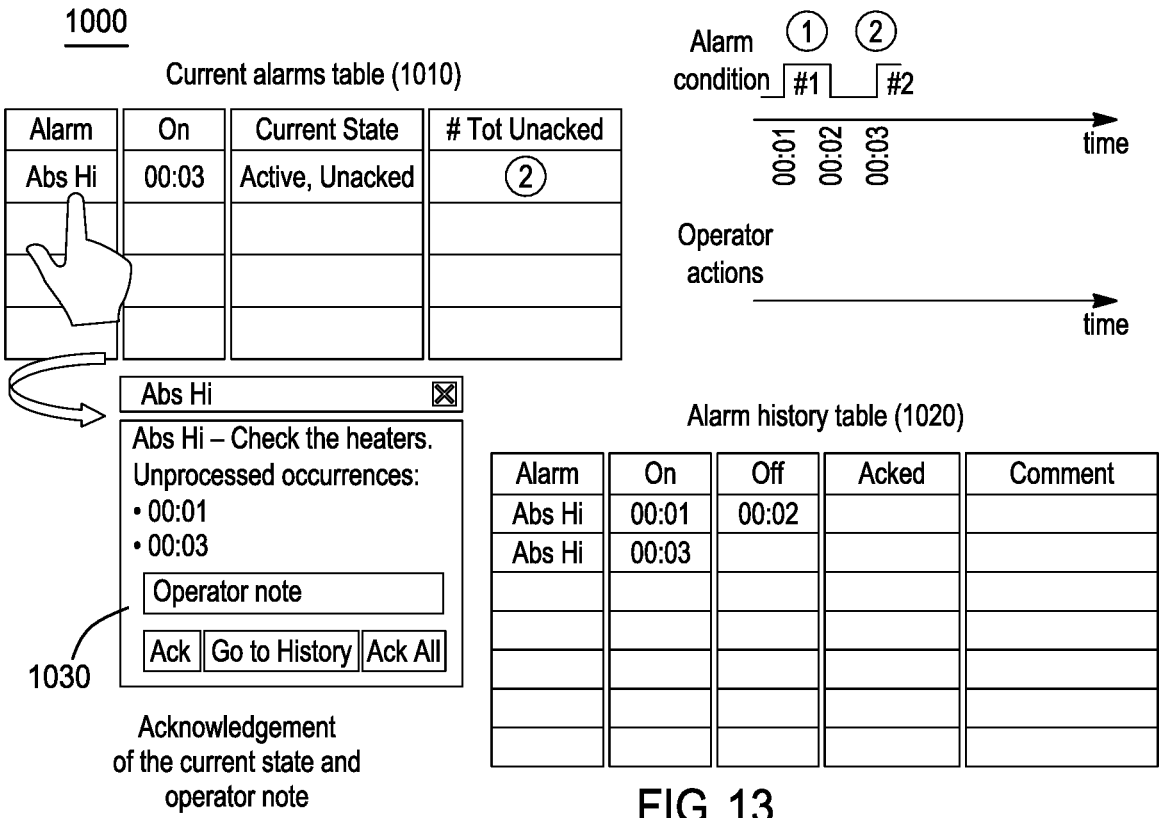 1000
Current alarms table (1010)
Alarm On Current State # Tot Unacked
Abs Hi 00:03 Active, Unacked 2
Alarm condition
1 2
#1 #2
00:01 00:02 00:03
time
Operator
actions
time
Abs Hi
Abs Hi – Check the heaters.
Unprocessed occurrences:
• 00:01
• 00:03
Operator note
Ack Go to History Ack All
1030
Acknowledgement
of the current state and
operator note
Alarm history table (1020)
Alarm On Off Acked Comment
Abs Hi 00:01 00:02
Abs Hi 00:03
FIG. 13